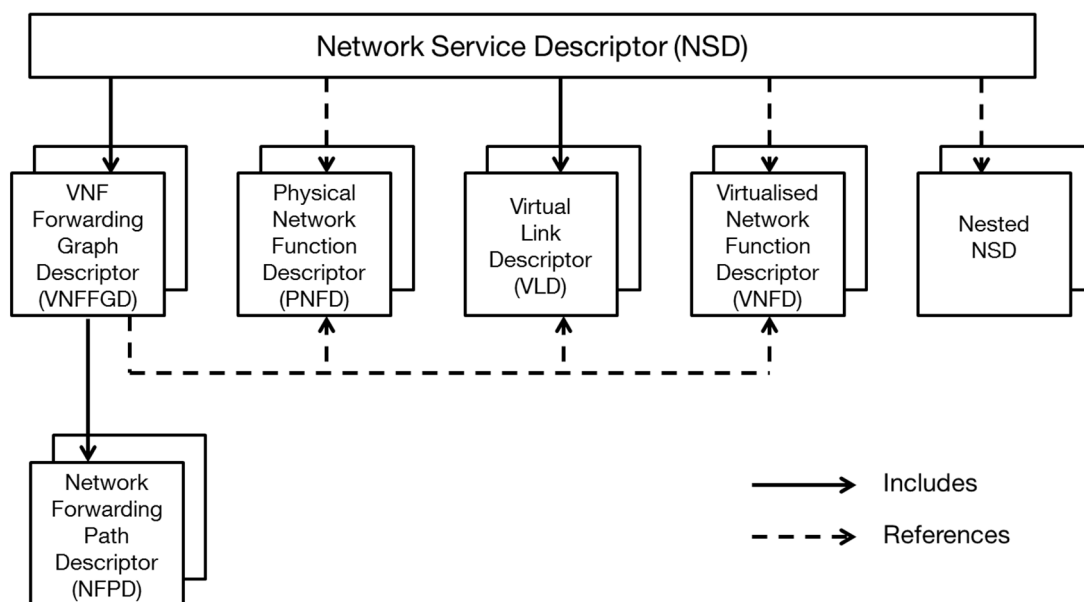 Network Service Descriptor (NSD)
VNF
Forwarding
Graph
Descriptor
(VNFFGD)
Physical
Network
Function
Descriptor
(PNFD)
Virtual
Link
Descriptor
(VLD)
Virtualised
Network
Function
Descriptor
(VNFD)
Nested
NSD
Network
Forwarding
Path
Descriptor
(NFPD)
Includes
References